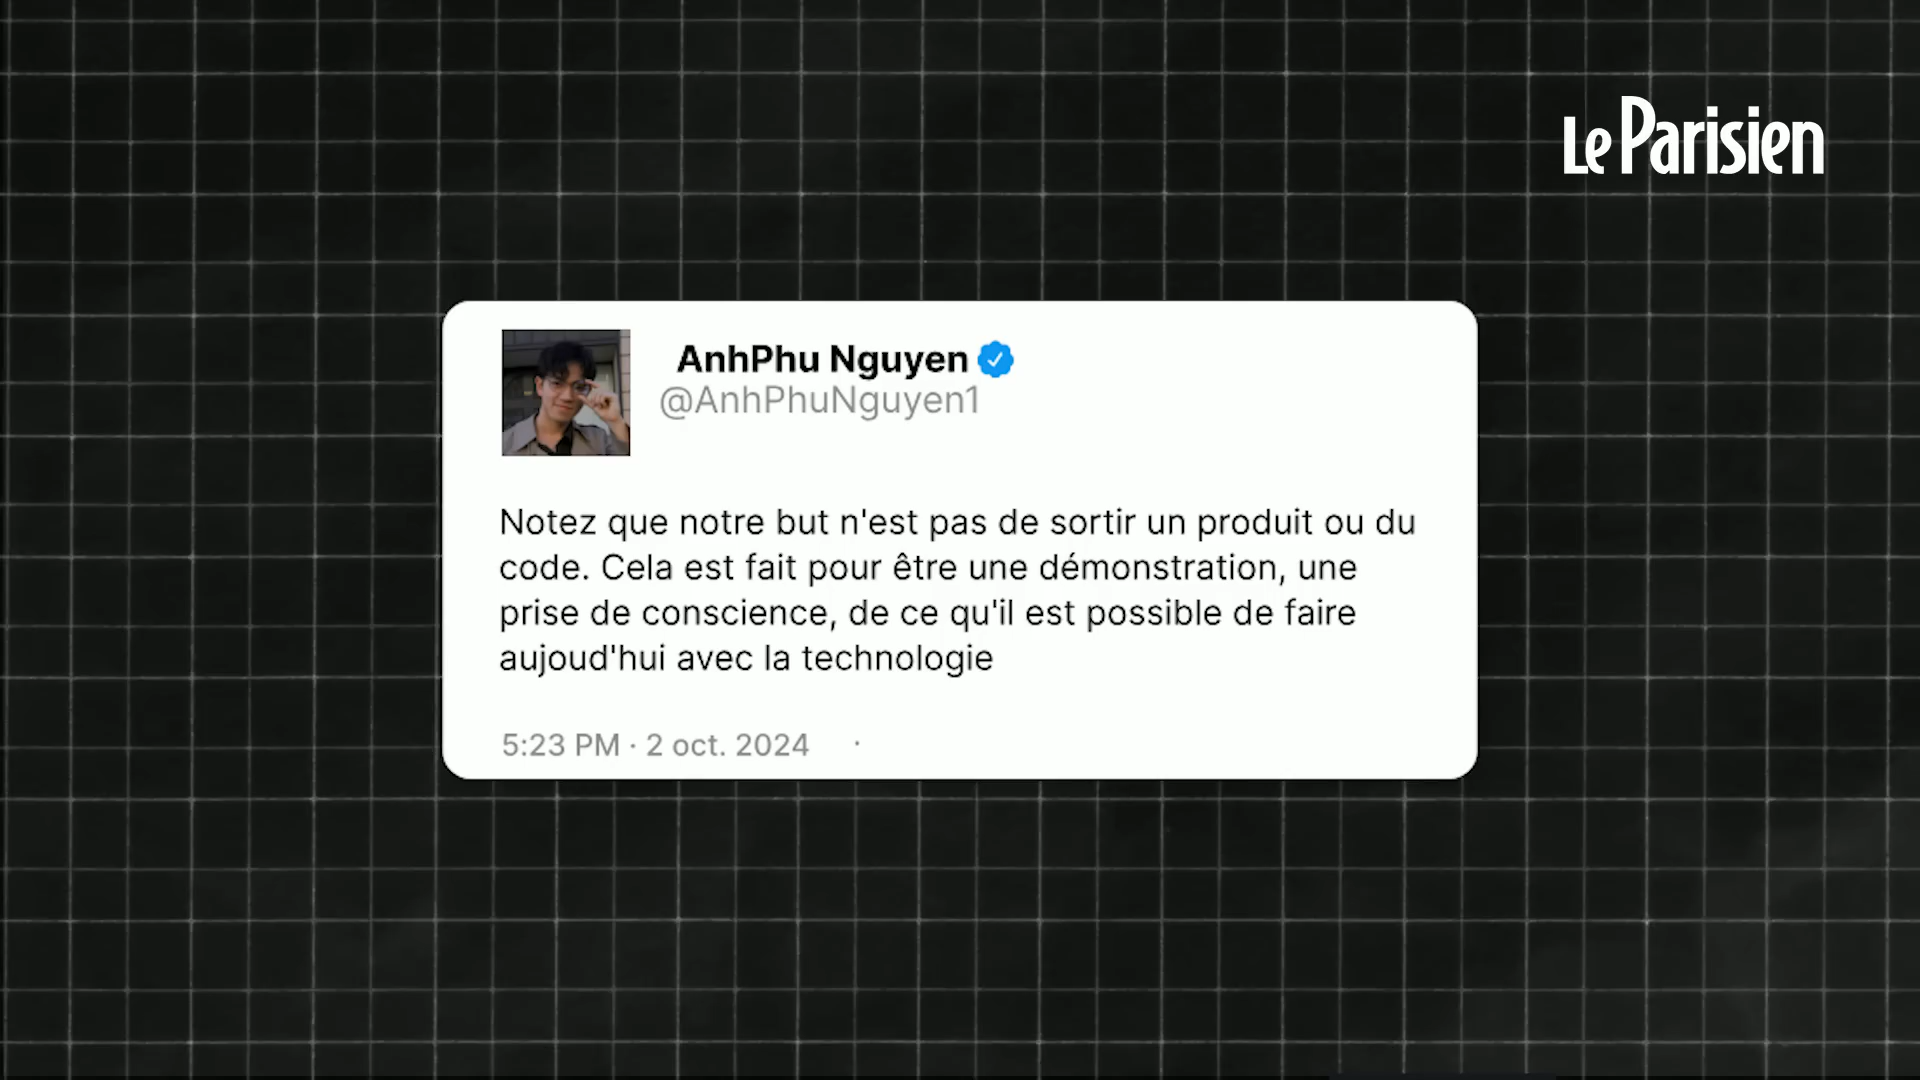 Le Parisien
AnhPhu Nguyen
@AnhPhuNguyen1
Notez que notre but n'est pas de sortir un produit ou du
code. Cela est fait pour être une démonstration, une
prise de conscience, de ce qu'il est possible de faire
aujoud'hui avec la technologie
5:23 PM · 2 oct. 2024 ·